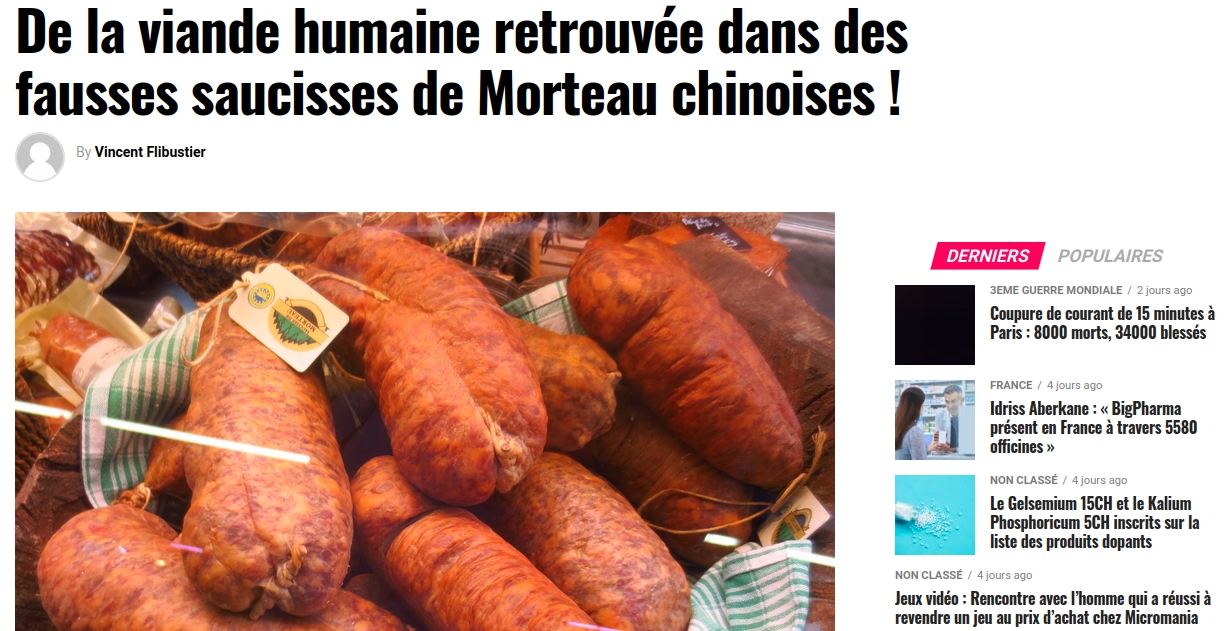 De la viande humaine retrouvée dans des
fausses saucisses de Morteau chinoises !
By Vincent Flibustier
MORTEAU
DERNIERS POPULAIRES
3EME GUERRE MONDIALE / 2 jours ago
Coupure de courant de 15 minutes à
Paris : 8000 morts, 34000 blessés
FRANCE / 4 jours ago
Idriss Aberkane : « BigPharma
présent en France à travers 5580
officines »
NON CLASSÉ / 4 jours ago
Le Gelsemium 15CH et le Kalium
Phosphoricum 5CH inscrits sur la
liste des produits dopants
NON CLASSÉ / 4 jours ago
Jeux vidéo : Rencontre avec l’homme qui a réussi à
revendre un jeu au prix d’achat chez Micromania